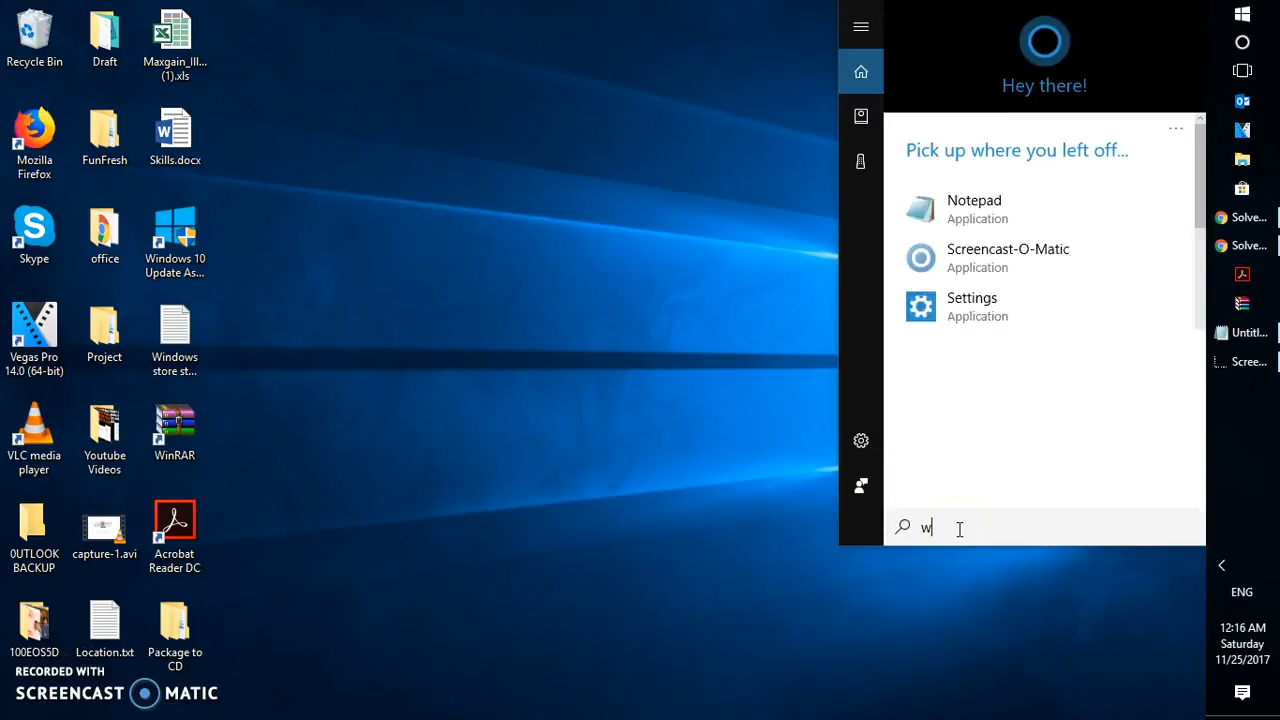 Recycle Bin
Draft
Maxgain_III...
(1).xls
Mozilla
Firefox
FunFresh
Skills.docx
Skype
office
Windows 10
Update As...
Vegas Pro
14.0 (64-bit)
Project
Windows
store st...
VLC media
player
Youtube
Videos
WinRAR
0UTLOOK
BACKUP
capture-1.avi
Acrobat
Reader DC
100EOS5D
Location.txt
Package to
CD
RECORDED WITH
SCREENCAST MATIC
Hey there!
...
Pick up where you left off...
Notepad
Application
Screencast-O-Matic
Application
Settings
Application
w
Solve...
Solve...
Untitl...
Scree...
ENG
12:16 AM
Saturday
11/25/2017